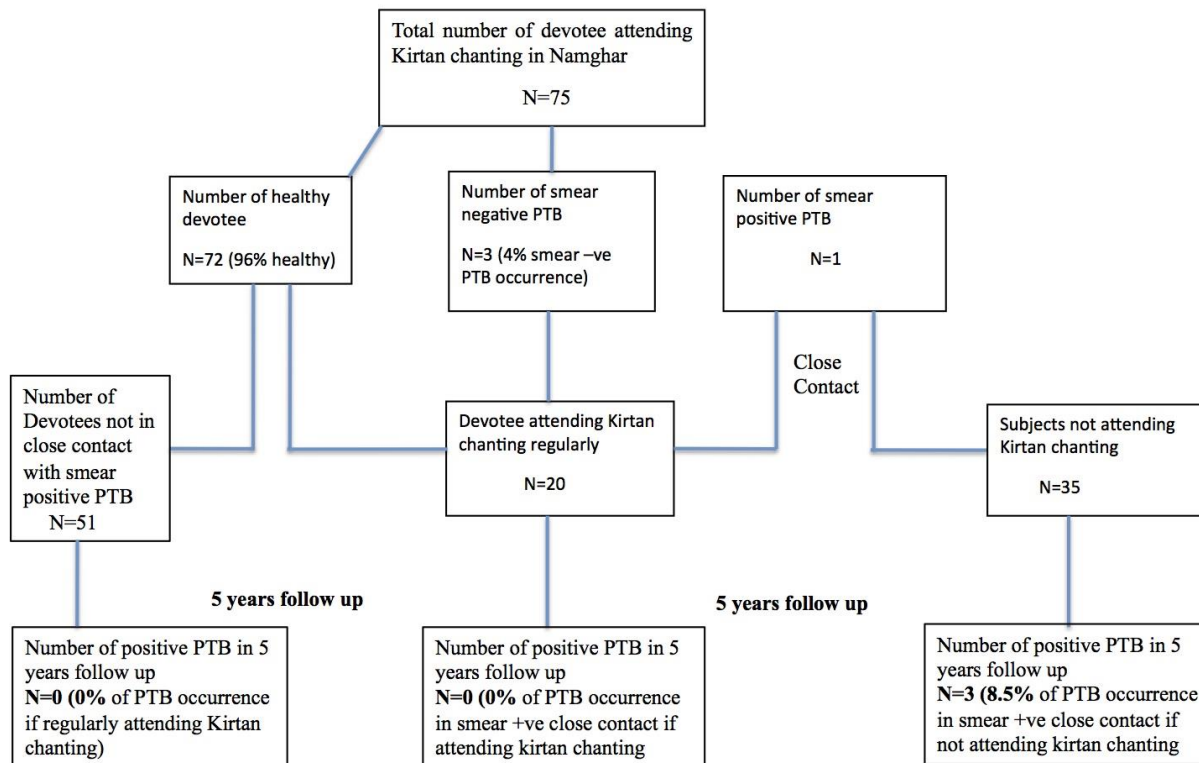 Total number of devotee attending
Kirtan chanting in Namghar
N=75
Number of healthy
devotee
N=72 (96% healthy)
Number of smear
negative PTB
N=3 (4% smear –ve
PTB occurrence)
Number of smear
positive PTB
N=1
Close
Contact
Number of
Devotees not in
close contact
with smear
positive PTB
N=51
Devotee attending Kirtan
chanting regularly
N=20
Subjects not attending
Kirtan chanting
N=35
5 years follow up
5 years follow up
Number of positive PTB in 5
years follow up
N=0 (0% of PTB occurrence
if regularly attending Kirtan
chanting)
Number of positive PTB in 5
years follow up
N=0 (0% of PTB occurrence
in smear +ve close contact if
attending kirtan chanting
Number of positive PTB in 5
years follow up
N=3 (8.5% of PTB occurrence
in smear +ve close contact if
not attending kirtan chanting